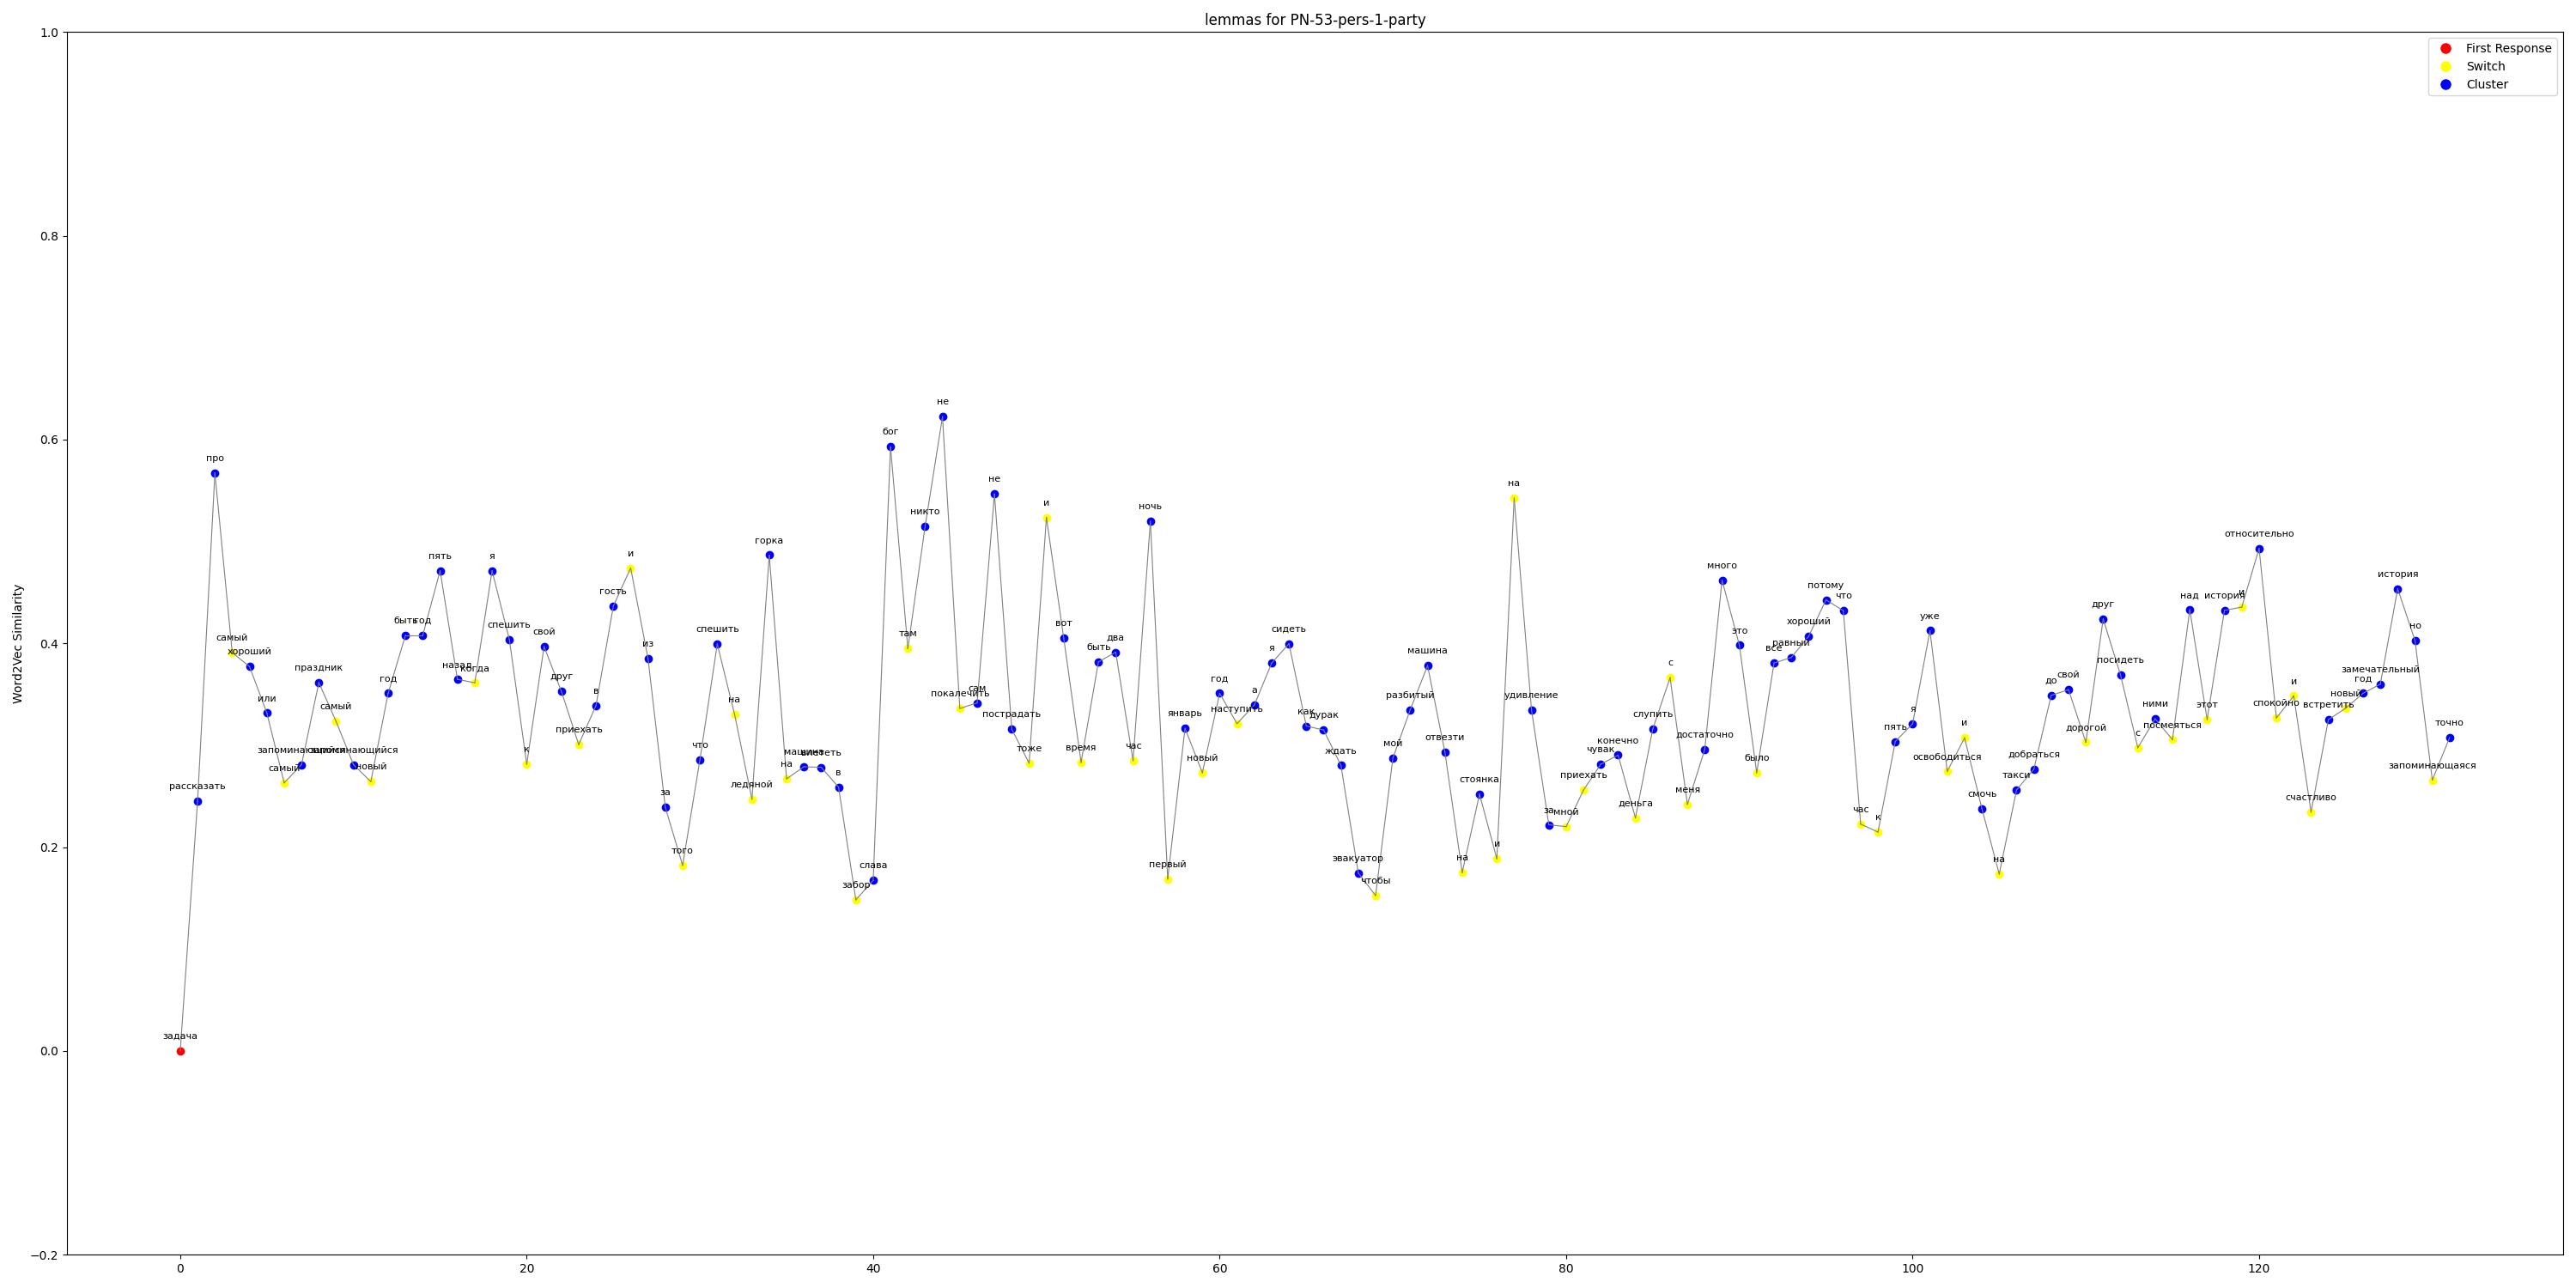 lemmas for PN-53-pers-1-party
First Response
Switch
Cluster
Word2Vec Similarity
1.0
0.8
0.6
0.4
0.2
0.0
−0.2
0
20
40
60
80
100
120
задача
рассказать
про
самый
хороший
или
самый
запоминающийся
праздник
самый
запоминающийся
новый
год
быть
год
пять
назад
когда
я
спешить
к
свой
друг
приехать
в
гость
и
из
за
того
что
спешить
на
ледяной
горка
на
машина
влететь
в
забор
слава
бог
там
никто
не
покалечить
сам
не
пострадать
тоже
и
вот
время
быть
два
час
ночь
первый
январь
новый
год
наступить
а
я
сидеть
как
дурак
ждать
эвакуатор
чтобы
мой
разбитый
машина
отвезти
на
стоянка
и
на
удивление
за
мной
приехать
чувак
конечно
деньга
слупить
с
меня
достаточно
много
это
было
все
равный
хороший
потому
что
час
к
пять
я
уже
освободиться
и
смочь
на
такси
добраться
до
свой
дорогой
друг
посидеть
с
ними
посмеяться
над
этот
история
и
относительно
спокойно
и
счастливо
встретить
новый
год
замечательный
история
но
запоминающаяся
точно